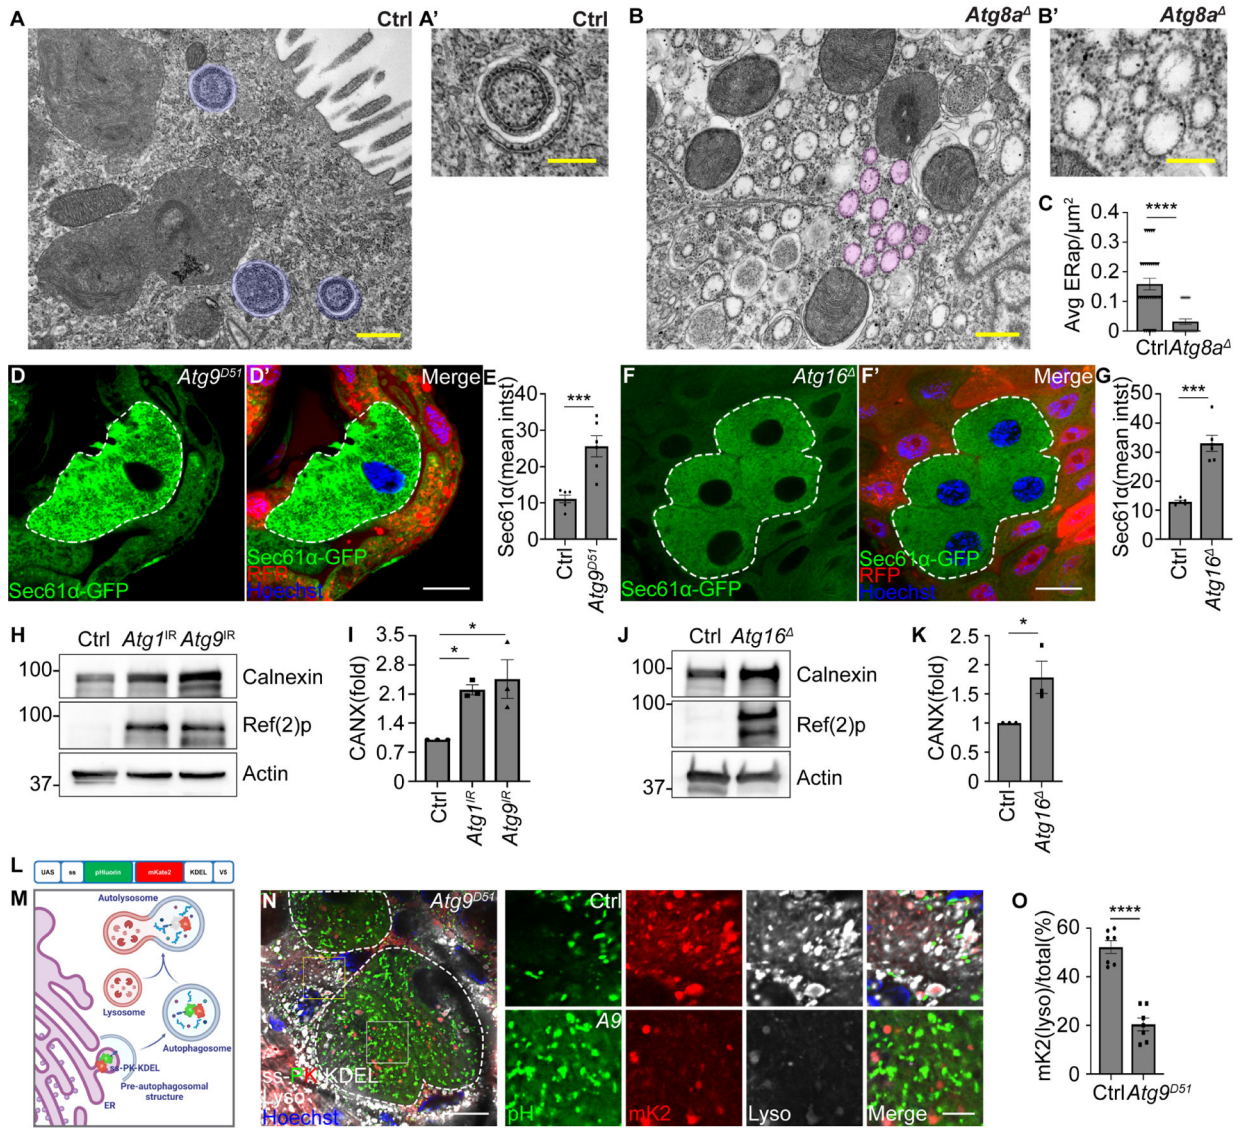 A
Ctrl
A'
Ctrl
B
Atg8aΔ
B'
Atg8aΔ
C
****
Avg ERap/µm²
0.4
0.3
0.2
0.1
0
Ctrl Atg8aΔ
D
Atg9D51
Sec61α-GFP
D'
Merge
Sec61α-GFP
RFP
Hoechst
E
***
Sec61α(mean intst)
40
30
20
10
0
Ctrl
Atg9D51
F
Atg16Δ
Sec61α-GFP
F'
Merge
Sec61α-GFP
RFP
Hoechst
G
***
Sec61α(mean intst)
50
40
30
20
10
0
Ctrl
Atg16Δ
H
Ctrl Atg1IR Atg9IR
100
Calnexin
100
Ref(2)p
37
Actin
I
*
*
CANX(fold)
3.5
2.8
2.1
1.4
0.7
0
Ctrl
Atg1IR
Atg9IR
J
Ctrl Atg16Δ
100
Calnexin
100
Ref(2)p
37
Actin
K
*
CANX(fold)
2.5
2
1.5
1
0.5
0
Ctrl
Atg16Δ
L
UAS ss pHluorin mKate2 KDEL V5
M
Autolysosome
Lysosome
Autophagosome
ss-PK-KDEL
Pre-autophagosomal
structure
ER
N
Atg9D51
ss-PK-KDEL
Lyso
Hoechst
Ctrl
A9
pH
mK2
Lyso
Merge
O
****
mK2(lyso)/total(%)
60
40
20
0
Ctrl Atg9D51